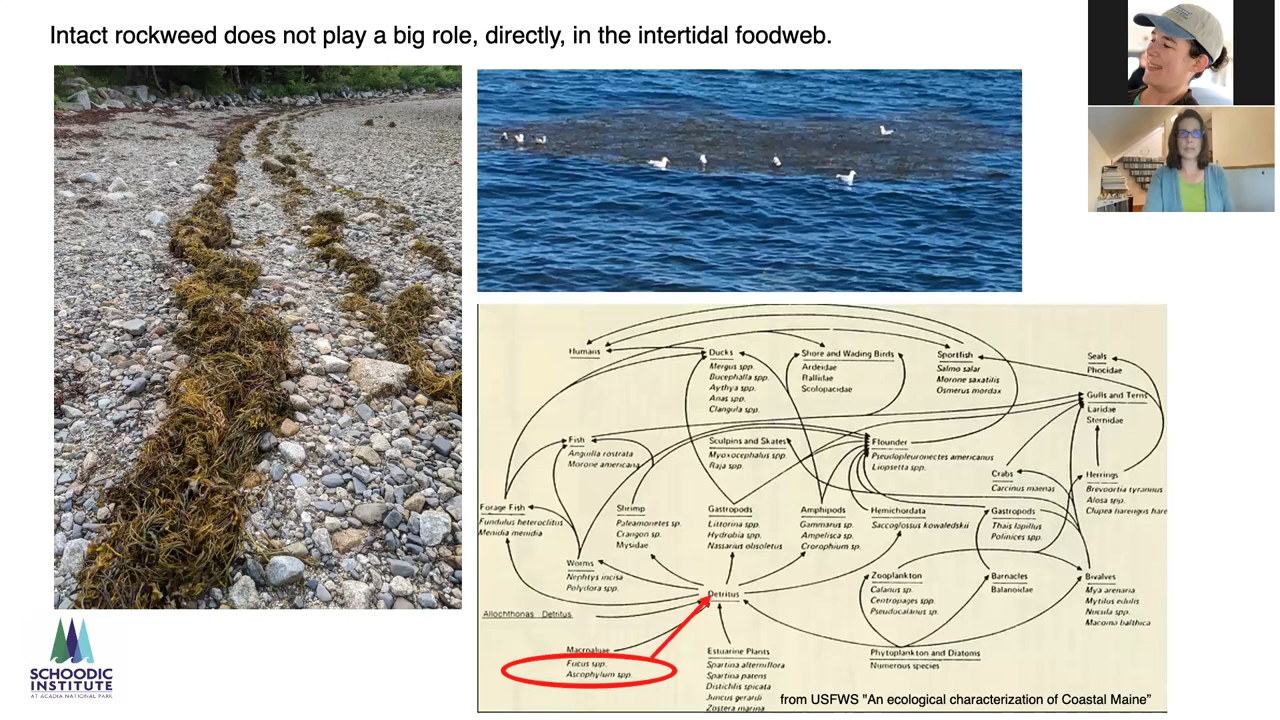 Intact rockweed does not play a big role, directly, in the intertidal foodweb.
Humans
Ducks
Mergus spp.
Bucephalla spp.
Aythya spp.
Anas spp.
Clangula spp.
Shore and Wading Birds
Ardeidae
Rallidae
Scolopacidae
Sportfish
Salmo salar
Morone saxatilis
Osmerus mordax
Seals
Phocidae
Gulls and Terns
Laridae
Sternidae
Fish
Anguilla rostrata
Morone americana
Sculpins and Skates
Myoxocephalus spp.
Raja spp.
Flounder
Pseudopleuronectes americanus
Liopsetta spp.
Crabs
Carcinus maenas
Herrings
Brevoortia tyrannus
Alosa spp.
Clupea harengus hare
Forage Fish
Fundulus heteroclitus
Menidia menidia
Shrimp
Paleamonetes sp.
Crangon sp.
Mysidae
Gastropods
Littorina spp.
Hydrobia spp.
Nassarius obsoletus
Amphipods
Gammarus sp.
Ampelisca sp.
Crorophium sp.
Hemichordata
Saccoglossus kowaledskii
Gastropods
Thais lapillus
Polinices spp.
Worms
Nephtys incisa
Polydora spp.
Zooplankton
Calanus sp.
Centropages spp.
Pseudocalanus sp.
Barnacles
Balanoidae
Bivalves
Mya arenaria
Mytilus edulis
Nucula spp.
Macoma balthica
Detritus
Allochthonas Detritus
Macroalgae
Fucus spp.
Ascophylum spp.
Estuarine Plants
Spartina alterniflora
Spartina patens
Distichlis spicata
Juncus gerardi
Zostera marina
Phytoplankton and Diatoms
Numerous species
from USFWS "An ecological characterization of Coastal Maine”
SCHOODIC
INSTITUTE
AT ACADIA NATIONAL PARK